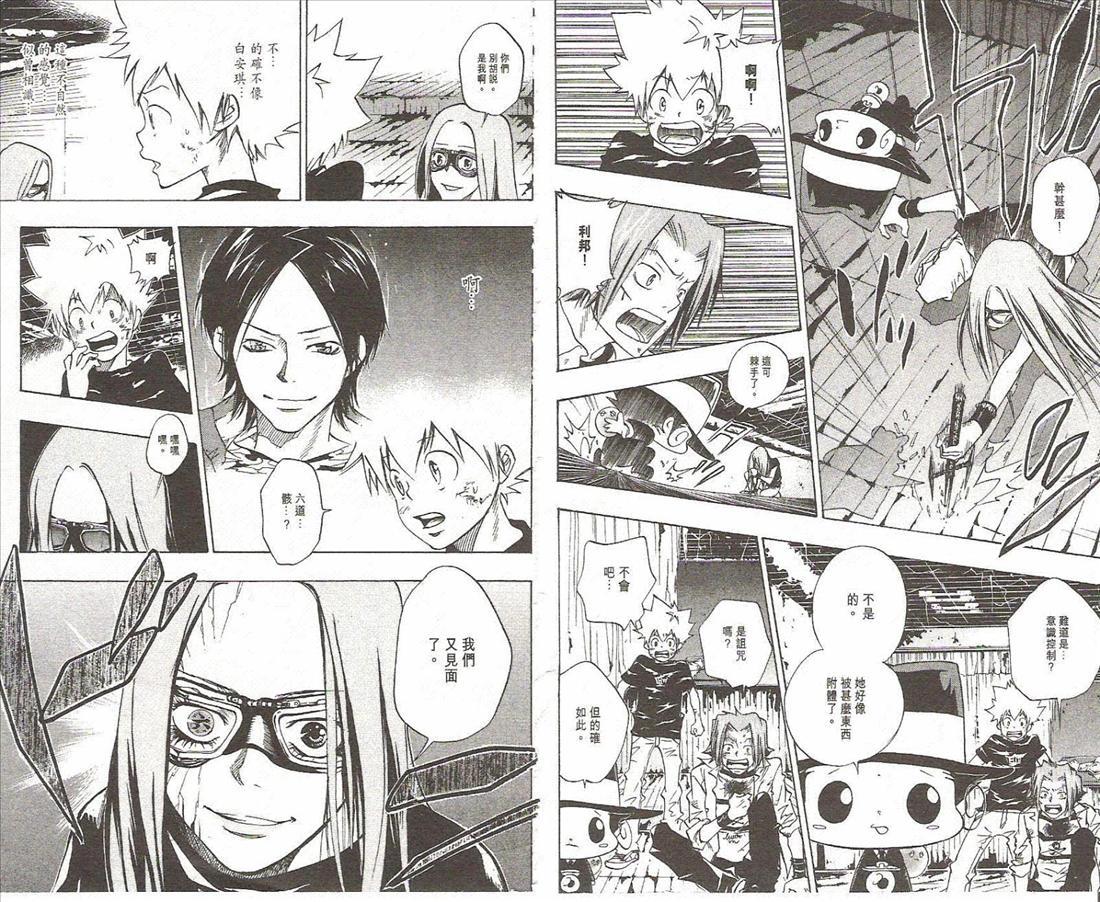 幹甚麼！
啊啊！
利邦！
這可
棘手了。
難道是…
意識控制？
不是
的。
她好像
被甚麼東西
附體了。
是詛咒
嗎？
不會
吧…
但的確
如此。
你們
別胡說。
是我啊。
不…
的確不像
白安琪…
這種不自然
的感覺
似曾相識…
啊…
六道…
骸…？
啊
嘿嘿
嘿。
我們
又見面
了。